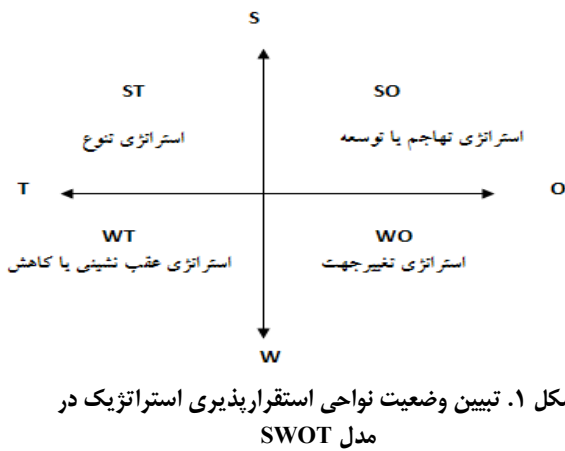 S
ST
SO
استراتژی تنوع
استراتژی تهاجم یا توسعه
T
O
WT
WO
استراتژی عقب نشینی یا کاهش
استراتژی تغییرجهت
W
شکل ۱. تبیین وضعیت نواحی استقرارپذیری استراتژیک در
مدل SWOT